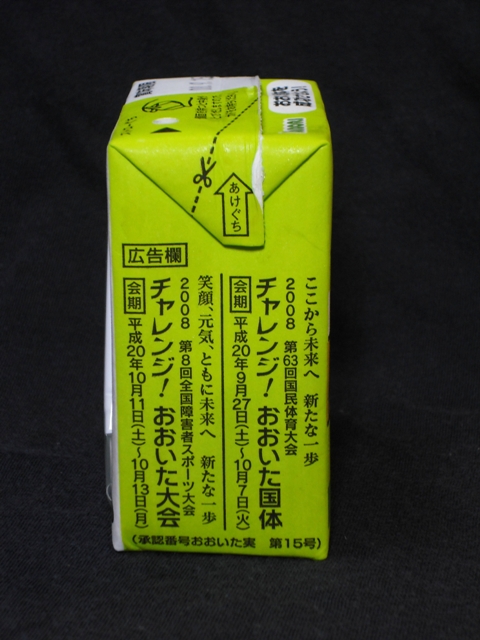 おおいた
あけぐち
広告欄
ここから未来へ 新たな一歩
2008 第63回国民体育大会
チャレンジ！おおいた国体
会期 平成20年9月27日(土)～10月7日(火)
笑顔、元気、ともに未来へ 新たな一歩
2008 第8回全国障害者スポーツ大会
チャレンジ！おおいた大会
会期 平成20年10月11日(土)～10月13日(月)
(承認番号おおいた実 第15号)